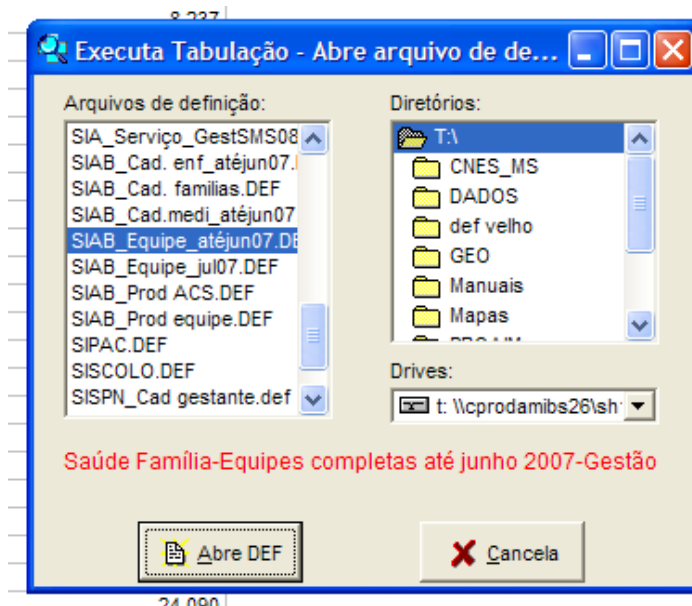 8.237
Executa Tabulação - Abre arquivo de de...
Arquivos de definição:
SIA_Serviço_GestSMS08
SIAB_Cad. enf_atéjun07.
SIAB_Cad. familias.DEF
SIAB_Cad.medi_atéjun07
SIAB_Equipe_atéjun07.DE
SIAB_Equipe_jul07.DEF
SIAB_Prod ACS.DEF
SIAB_Prod equipe.DEF
SIPAC.DEF
SISCOLO.DEF
SISPN_Cad gestante.def
Diretórios:
T:\
CNES_MS
DADOS
def velho
GEO
Manuais
Mapas
Drives:
t: \\cprodamibs26\sh
Saúde Família-Equipes completas até junho 2007-Gestão
Abre DEF
Cancela
24.090